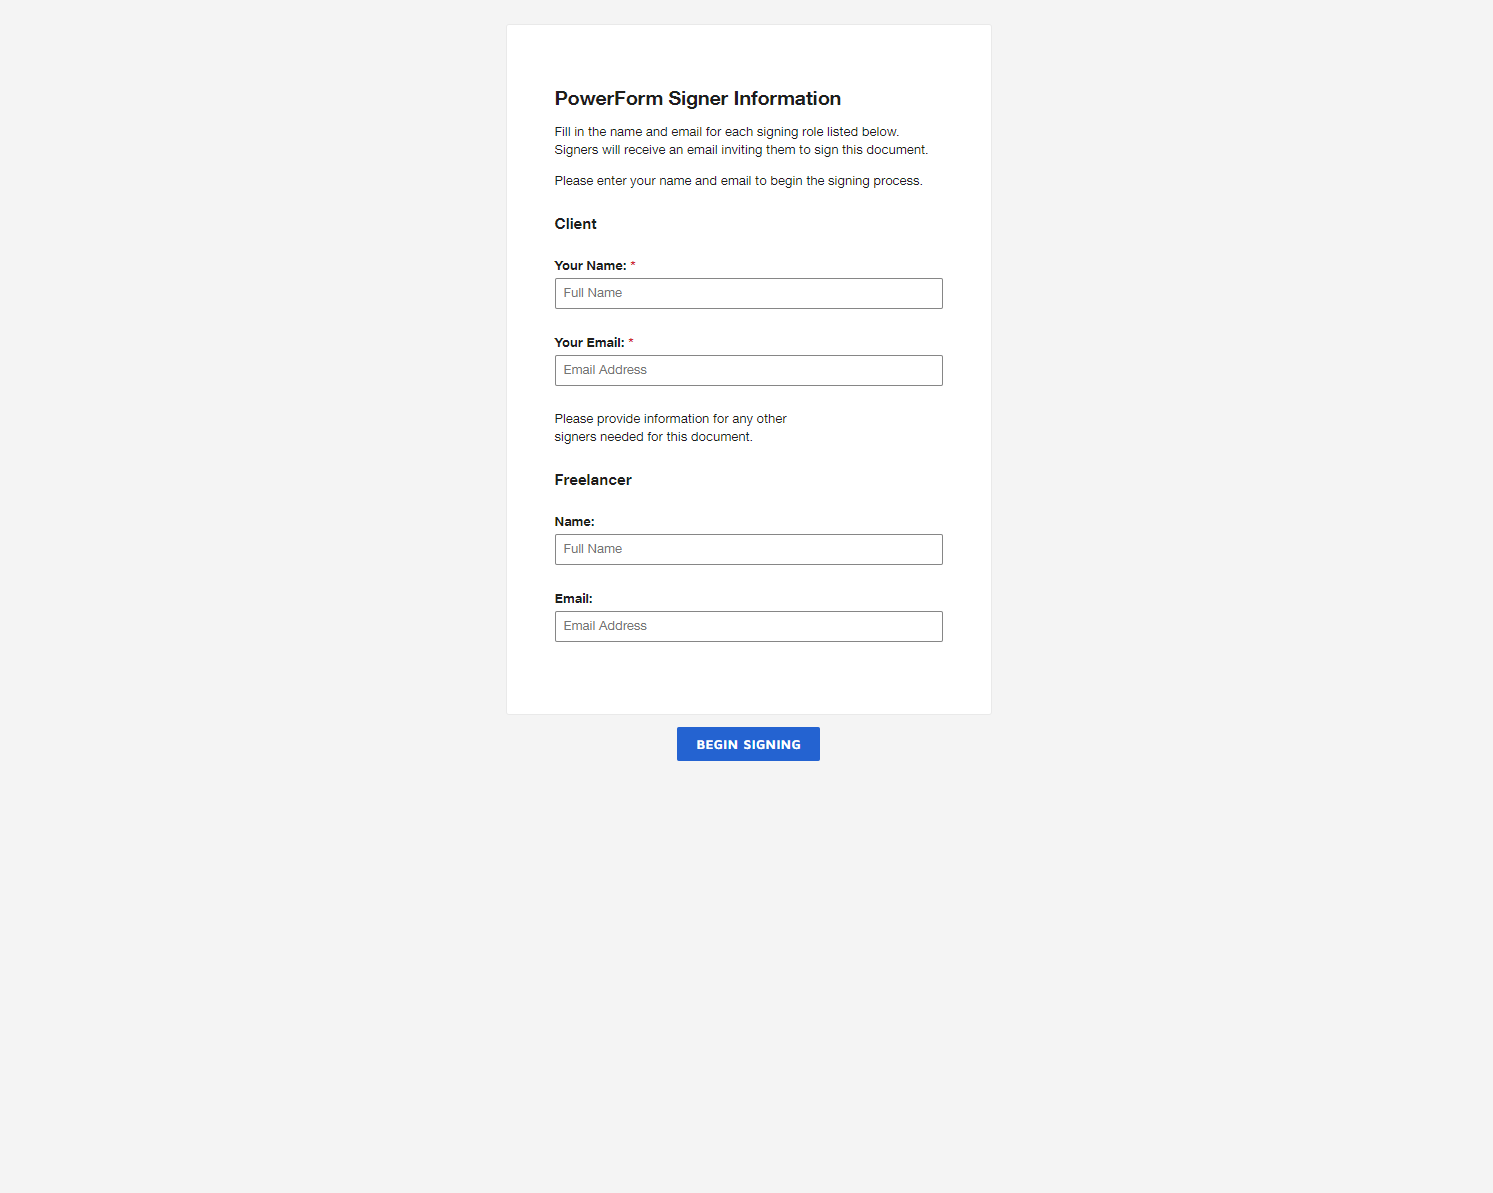 PowerForm Signer Information
Fill in the name and email for each signing role listed below.
Signers will receive an email inviting them to sign this document.
Please enter your name and email to begin the signing process.
Client
Your Name: *
Full Name
Your Email: *
Email Address
Please provide information for any other
signers needed for this document.
Freelancer
Name:
Full Name
Email:
Email Address
BEGIN SIGNING